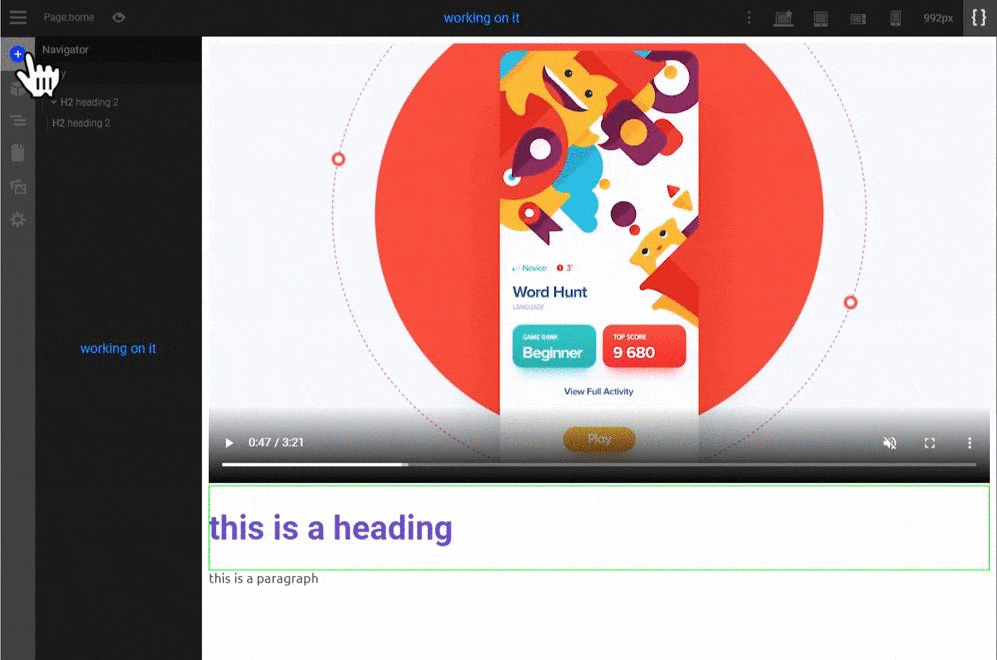 Page:home
working on it
992px
{ }
Navigator
H2 heading 2
H2 heading 2
working on it
Novice
3'
Word Hunt
LANGUAGE
GAME RANK
Beginner
TOP SCORE
9 680
View Full Activity
Play
0:47 / 3:21
this is a heading
this is a paragraph